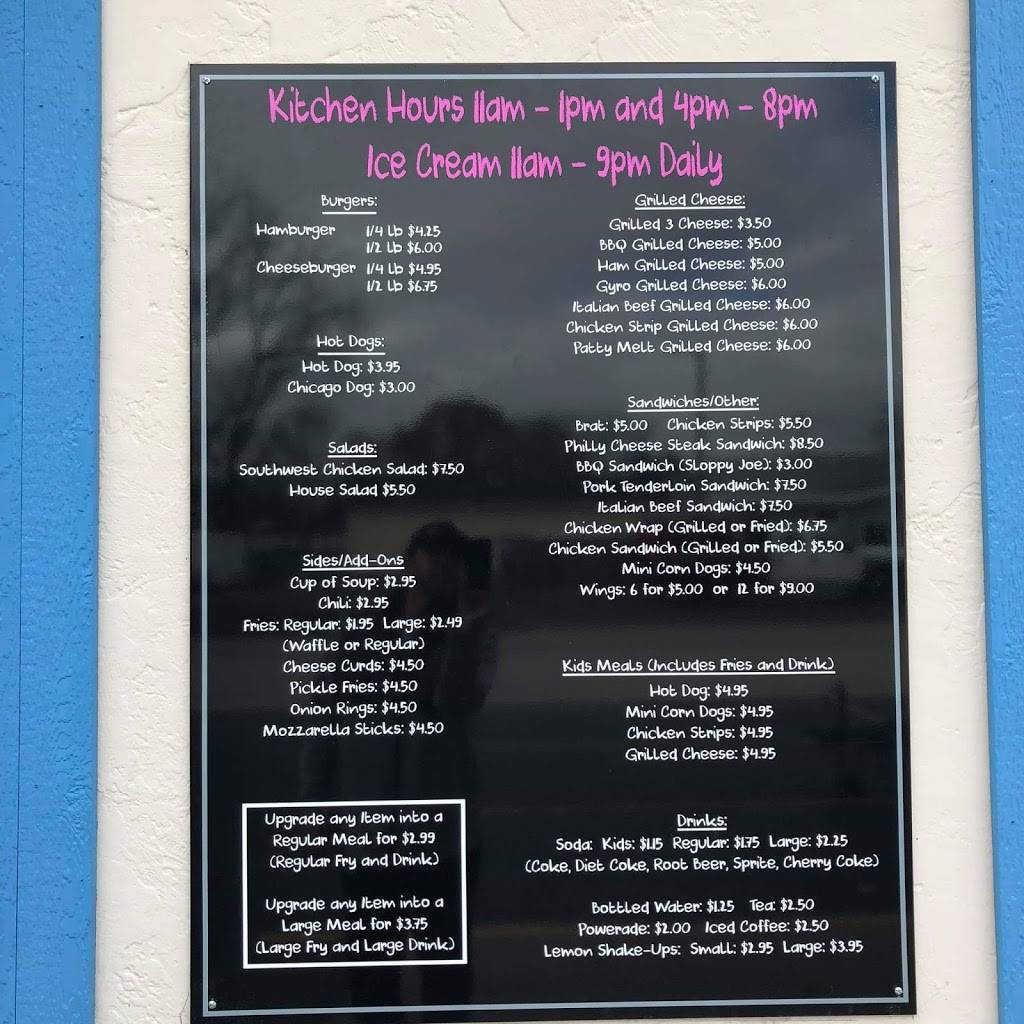 Kitchen Hours 11am - 1pm and 4pm - 8pm
Ice Cream 11am - 9pm Daily
Burgers:
Hamburger 1/4 Lb $4.25
1/2 Lb $6.00
Cheeseburger 1/4 Lb $4.95
1/2 Lb $6.75
Hot Dogs:
Hot Dog: $3.95
Chicago Dog: $3.00
Salads:
Southwest Chicken Salad: $7.50
House Salad $5.50
Sides/Add-Ons
Cup of Soup: $2.95
Chili: $2.95
Fries: Regular: $1.95 Large: $2.49
(Waffle or Regular)
Cheese Curds: $4.50
Pickle Fries: $4.50
Onion Rings: $4.50
Mozzarella Sticks: $4.50
Upgrade any Item into a
Regular Meal for $2.99
(Regular Fry and Drink)
Upgrade any Item into a
Large Meal for $3.75
(Large Fry and Large Drink)
Grilled Cheese:
Grilled 3 Cheese: $3.50
BBQ Grilled Cheese: $5.00
Ham Grilled Cheese: $5.00
Gyro Grilled Cheese: $6.00
Italian Beef Grilled Cheese: $6.00
Chicken Strip Grilled Cheese: $6.00
Patty Melt Grilled Cheese: $6.00
Sandwiches/Other:
Brat: $5.00 Chicken Strips: $5.50
Philly Cheese Steak Sandwich: $8.50
BBQ Sandwich (Sloppy Joe): $3.00
Pork Tenderloin Sandwich: $7.50
Italian Beef Sandwich: $7.50
Chicken Wrap (Grilled or Fried): $6.75
Chicken Sandwich (Grilled or Fried): $5.50
Mini Corn Dogs: $4.50
Wings: 6 for $5.00 or 12 for $9.00
Kids Meals (Includes Fries and Drink)
Hot Dog: $4.95
Mini Corn Dogs: $4.95
Chicken Strips: $4.95
Grilled Cheese: $4.95
Drinks:
Soda: Kids: $1.15 Regular: $1.75 Large: $2.25
(Coke, Diet Coke, Root Beer, Sprite, Cherry Coke)
Bottled Water: $1.25 Tea: $2.50
Powerade: $2.00 Iced Coffee: $2.50
Lemon Shake-Ups: Small: $2.95 Large: $3.95